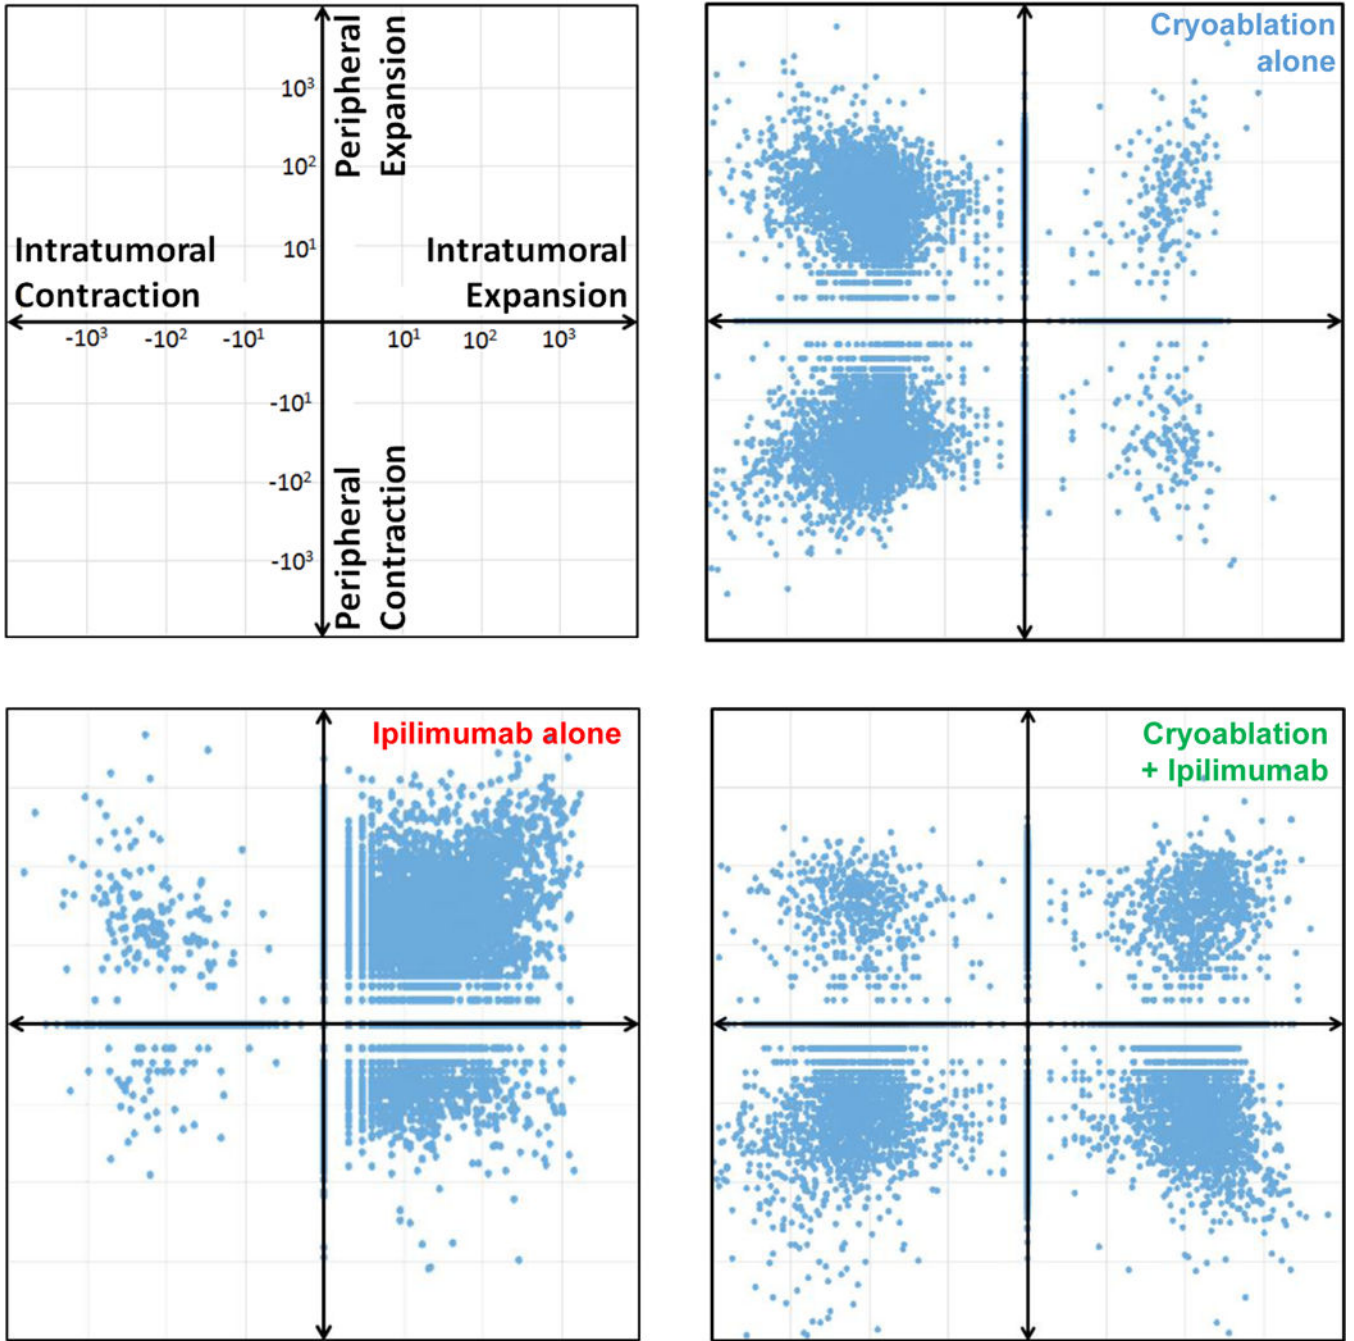 Peripheral
Expansion
10³
10²
10¹
Intratumoral
Contraction
Intratumoral
Expansion
-10³ -10² -10¹ 10¹ 10² 10³
-10¹
-10²
-10³
Peripheral
Contraction
Cryoablation
alone
Ipilimumab alone
Cryoablation
+ Ipilimumab